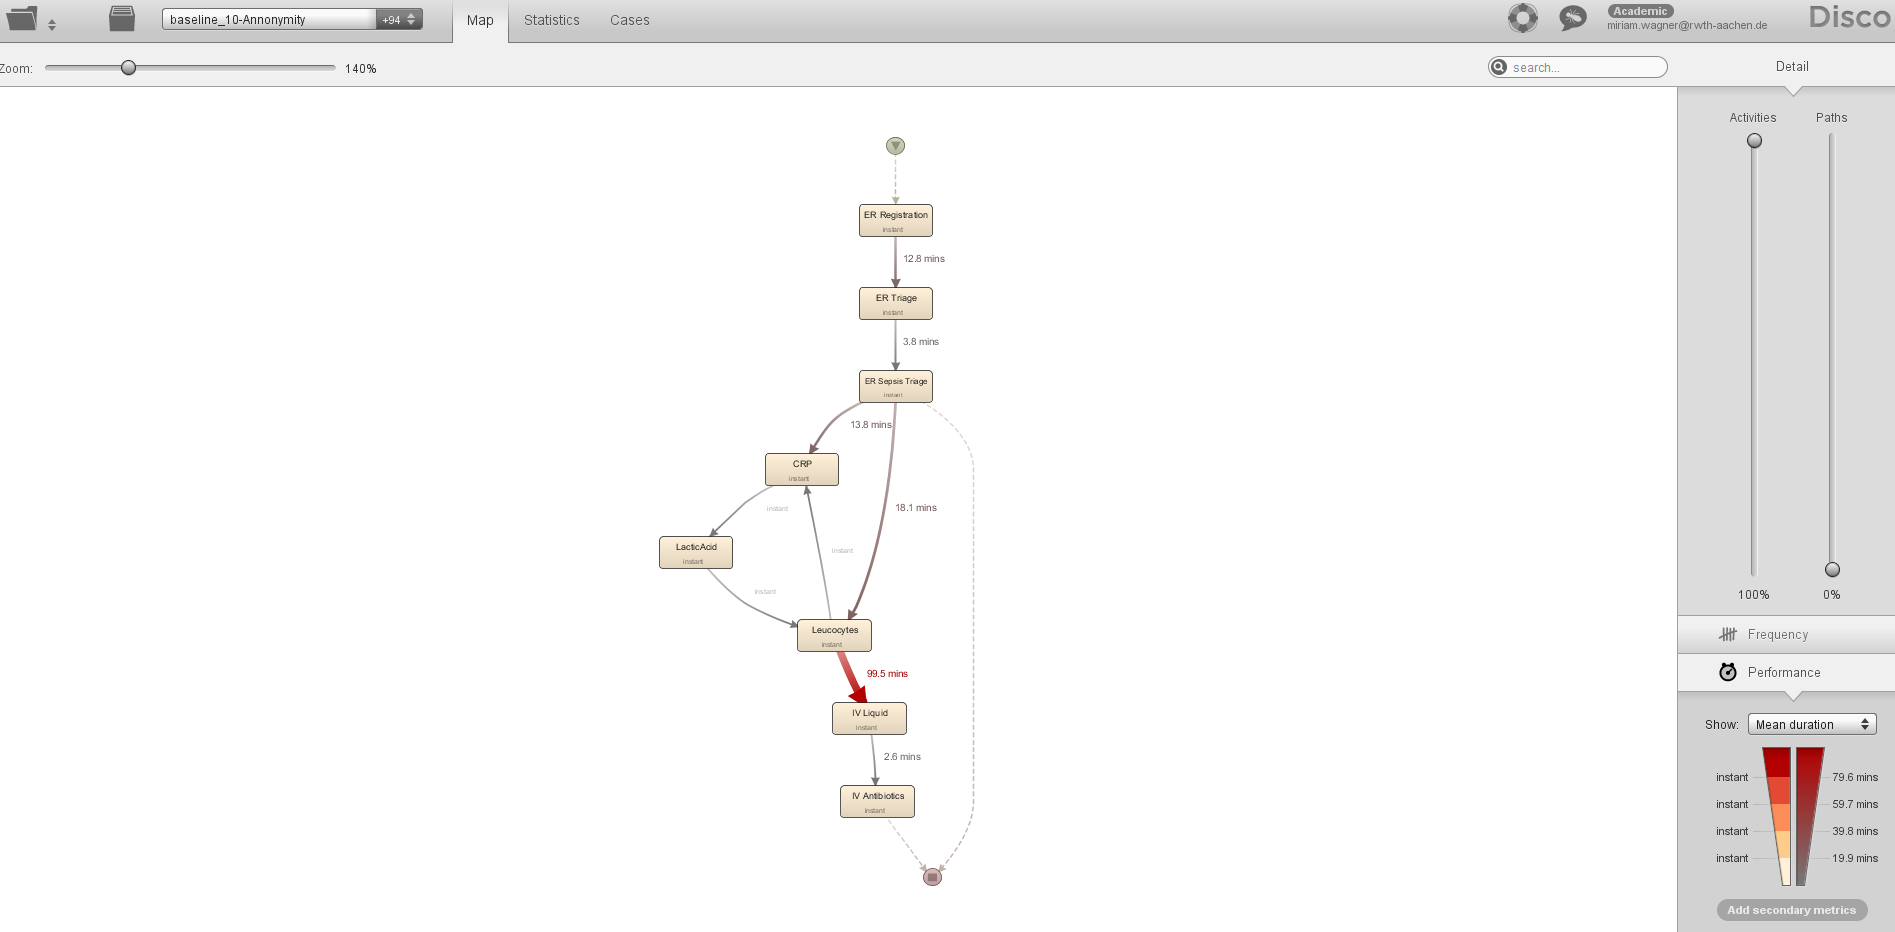 baseline_10-Annonymity
+94
Map
Statistics
Cases
Academic
miriam.wagner@rwth-aachen.de
Disco
Zoom:
140%
search...
Detail
Activities
Paths
ER Registration
instant
12.8 mins
ER Triage
instant
3.8 mins
ER Sepsis Triage
instant
13.8 mins
CRP
instant
instant
18.1 mins
LacticAcid
instant
instant
instant
Leucocytes
instant
99.5 mins
IV Liquid
instant
2.6 mins
IV Antibiotics
instant
100%
0%
Frequency
Performance
Show:
Mean duration
instant
79.6 mins
instant
59.7 mins
instant
39.8 mins
instant
19.9 mins
Add secondary metrics